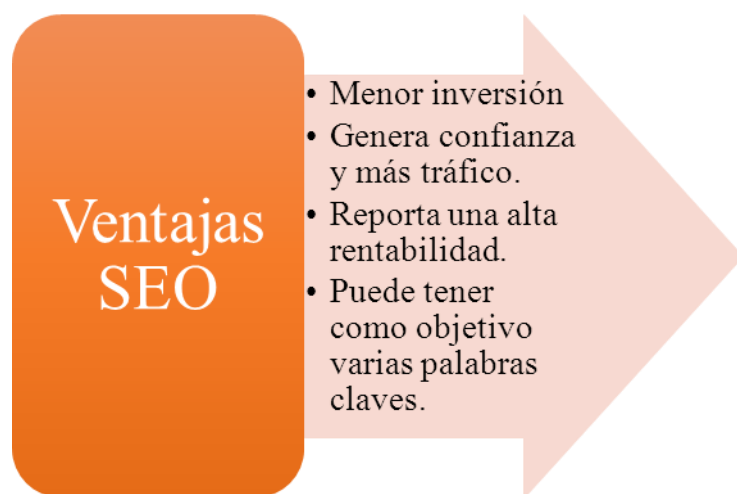 Ventajas
SEO
• Menor inversión
• Genera confianza
y más tráfico.
• Reporta una alta
rentabilidad.
• Puede tener
como objetivo
varias palabras
claves.